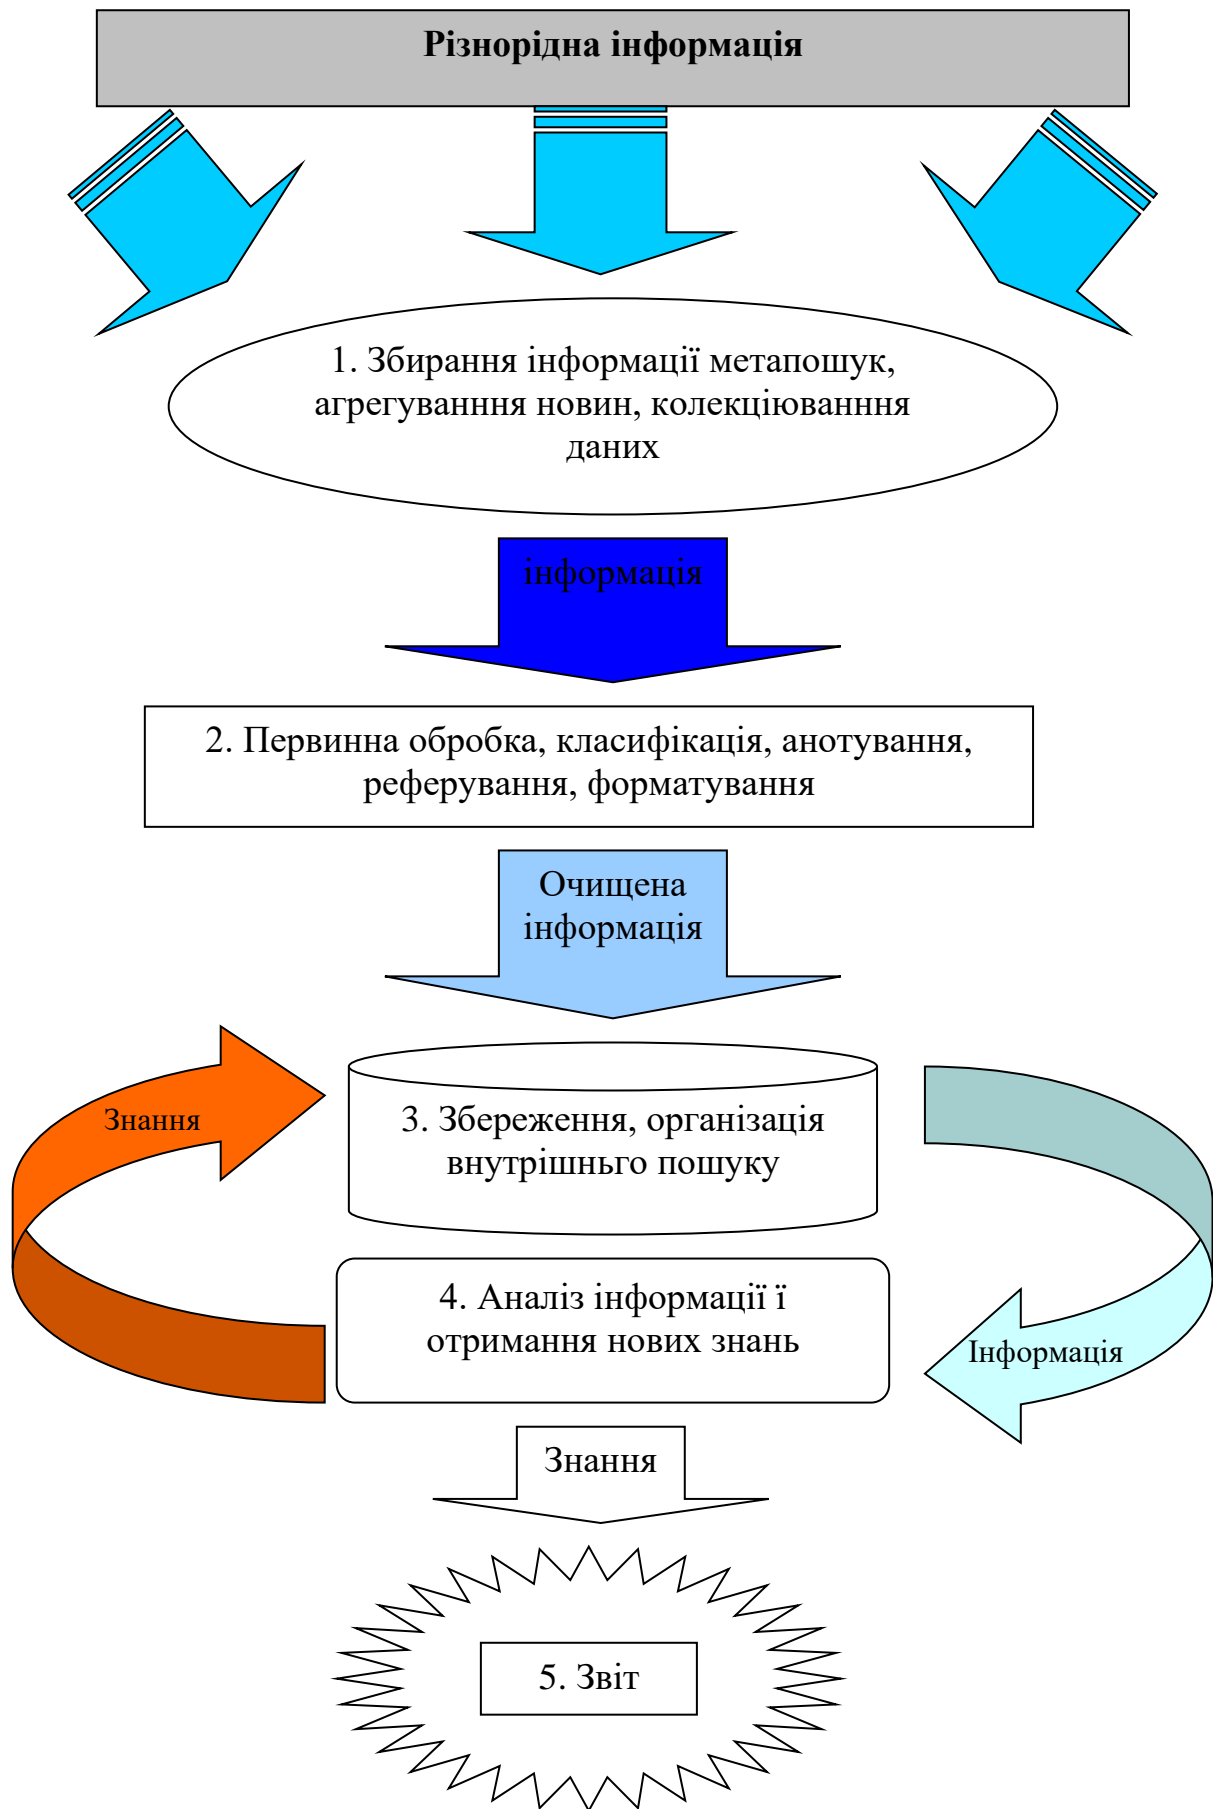 Різнорідна інформація
1. Збирання інформації метапошук,
агрегуванння новин, колекціюванння
даних
інформація
2. Первинна обробка, класифікація, анотування,
реферування, форматування
Очищена
інформація
Знання
3. Збереження, організація
внутрішньго пошуку
4. Аналіз інформації ї
отримання нових знань
Інформація
Знання
5. Звіт